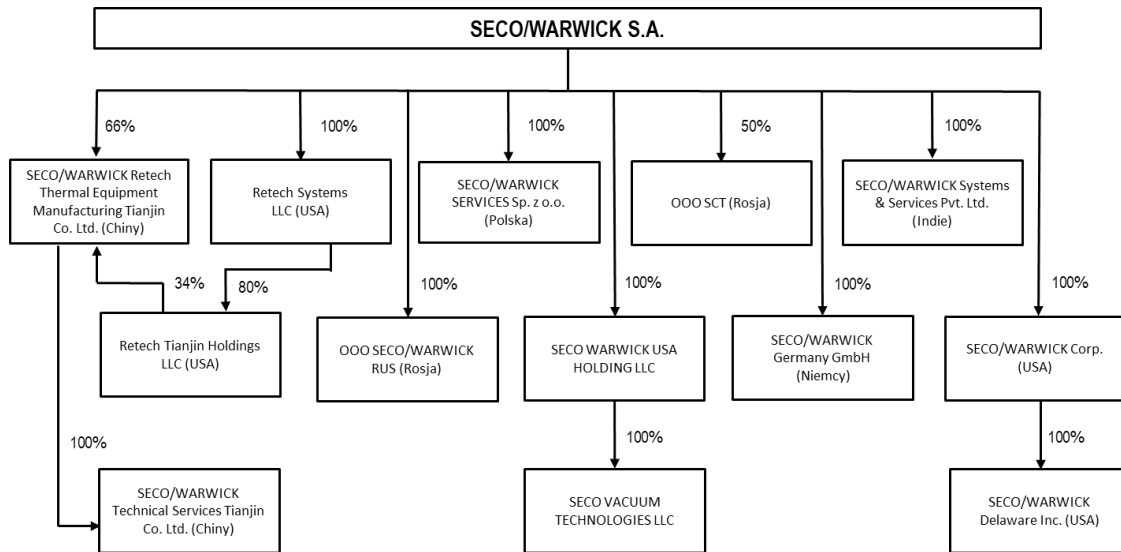 SECO/WARWICK S.A.
66%
100%
100%
50%
100%
SECO/WARWICK Retech
Thermal Equipment
Manufacturing Tianjin
Co. Ltd. (Chiny)
Retech Systems
LLC (USA)
SECO/WARWICK
SERVICES Sp. z o.o.
(Polska)
OOO SCT (Rosja)
SECO/WARWICK Systems
& Services Pvt. Ltd.
(Indie)
34%
80%
100%
100%
100%
100%
Retech Tianjin Holdings
LLC (USA)
OOO SECO/WARWICK
RUS (Rosja)
SECO WARWICK USA
HOLDING LLC
SECO/WARWICK
Germany GmbH
(Niemcy)
SECO/WARWICK Corp.
(USA)
100%
100%
100%
SECO/WARWICK
Technical Services Tianjin
Co. Ltd. (Chiny)
SECO VACUUM
TECHNOLOGIES LLC
SECO/WARWICK
Delaware Inc. (USA)